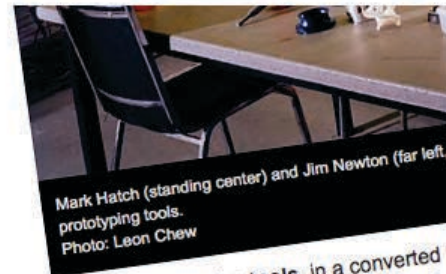 Mark Hatch (standing center) and Jim Newton (far left
prototyping tools.
Photo: Leon Chew
in a converted